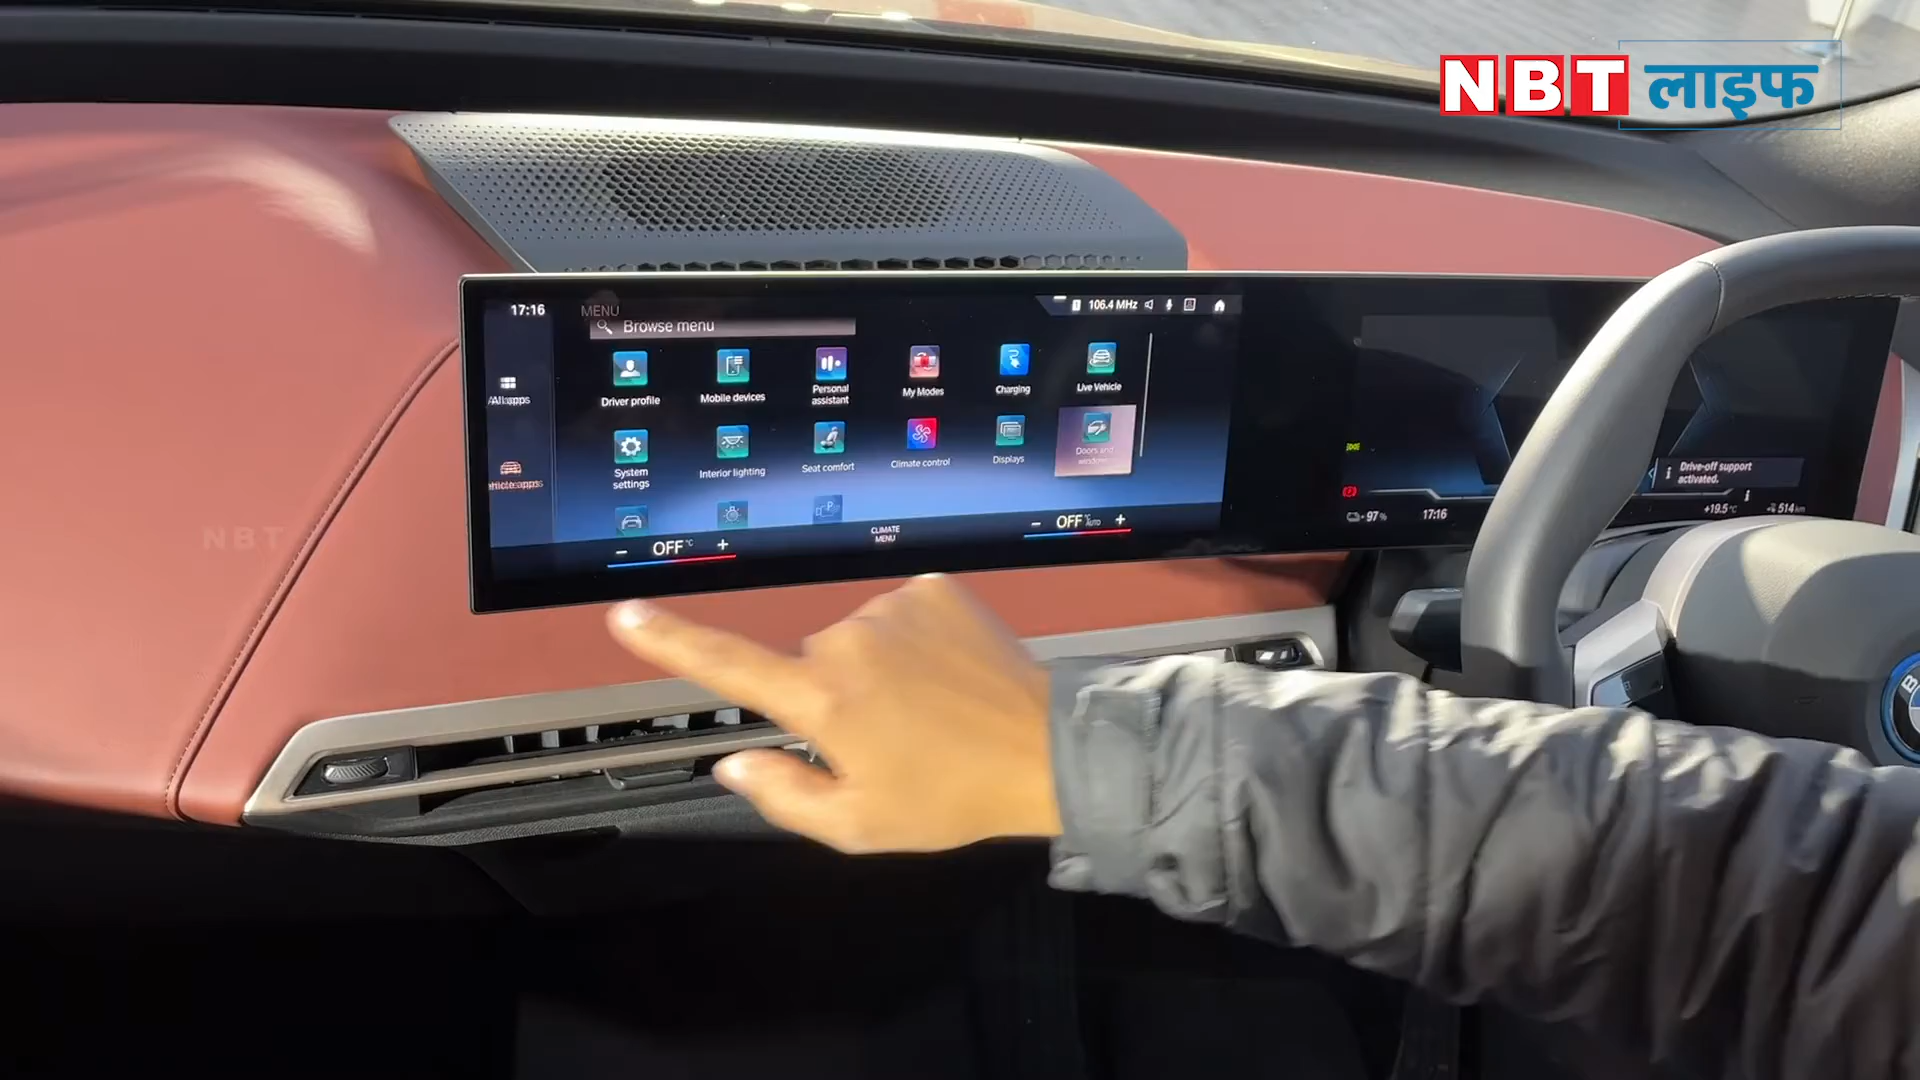 NBT लाइफ
17:16
MENU
106.4 MHz
Browse menu
All apps
Driver profile
Mobile devices
Personal
assistant
My Modes
Charging
Live Vehicle
System
settings
Interior lighting
Seat comfort
Climate control
Displays
Doors and
windows
- OFF °C +
CLIMATE
MENU
- OFF °C AUTO +
Drive-off support
activated.
97 %
17:16
+19.5 °C
514 km
NBT
B